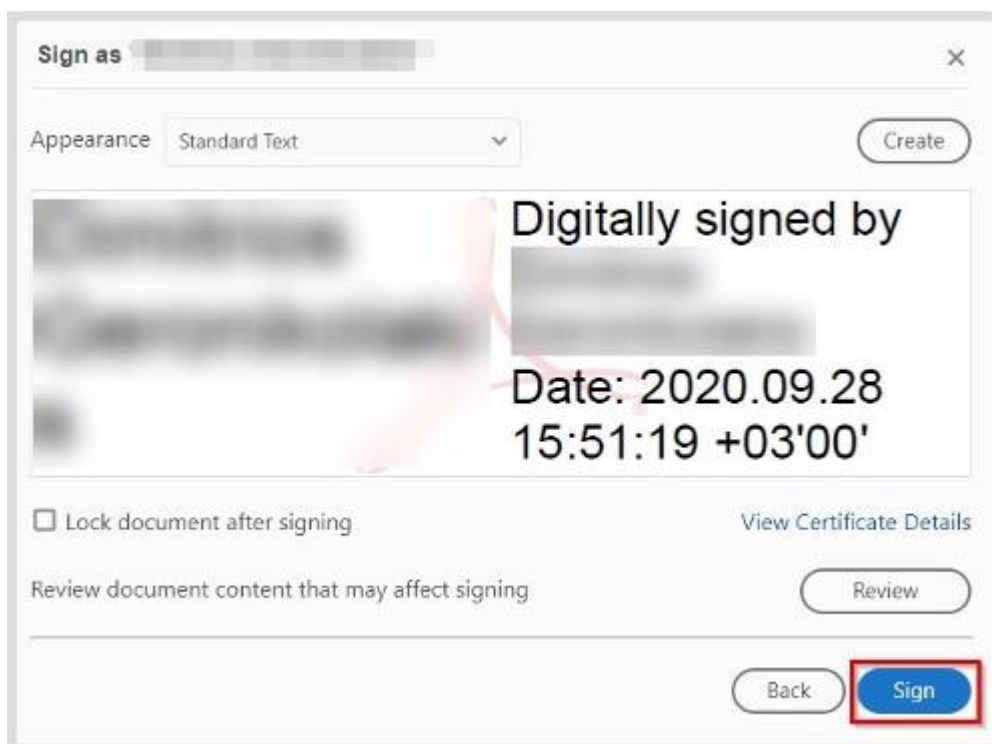 Sign as
Appearance Standard Text Create
Digitally signed by
Date: 2020.09.28
15:51:19 +03'00'
Lock document after signing View Certificate Details
Review document content that may affect signing Review
Back Sign